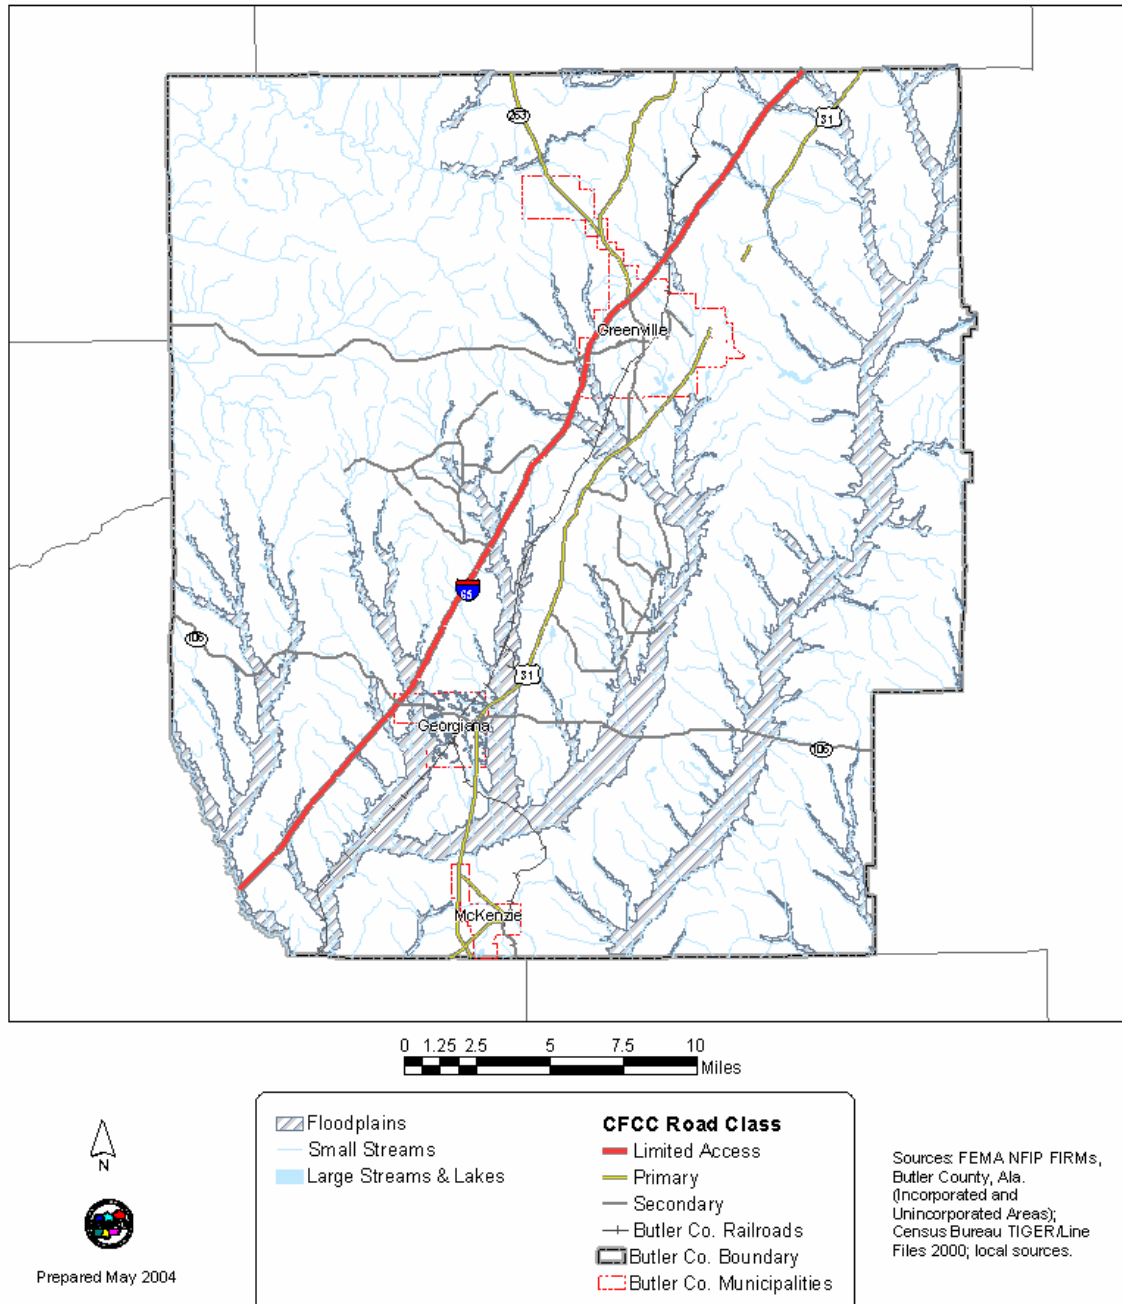 263
31
Greenville
65
106
31
Georgiana
106
McKenzie
0 1.25 2.5 5 7.5 10
Miles
N
Prepared May 2004
Floodplains
Small Streams
Large Streams & Lakes
CFCC Road Class
Limited Access
Primary
Secondary
Butler Co. Railroads
Butler Co. Boundary
Butler Co. Municipalities
Sources: FEMA NFIP FIRMs,
Butler County, Ala.
(Incorporated and
Unincorporated Areas);
Census Bureau TIGER/Line
Files 2000; local sources.